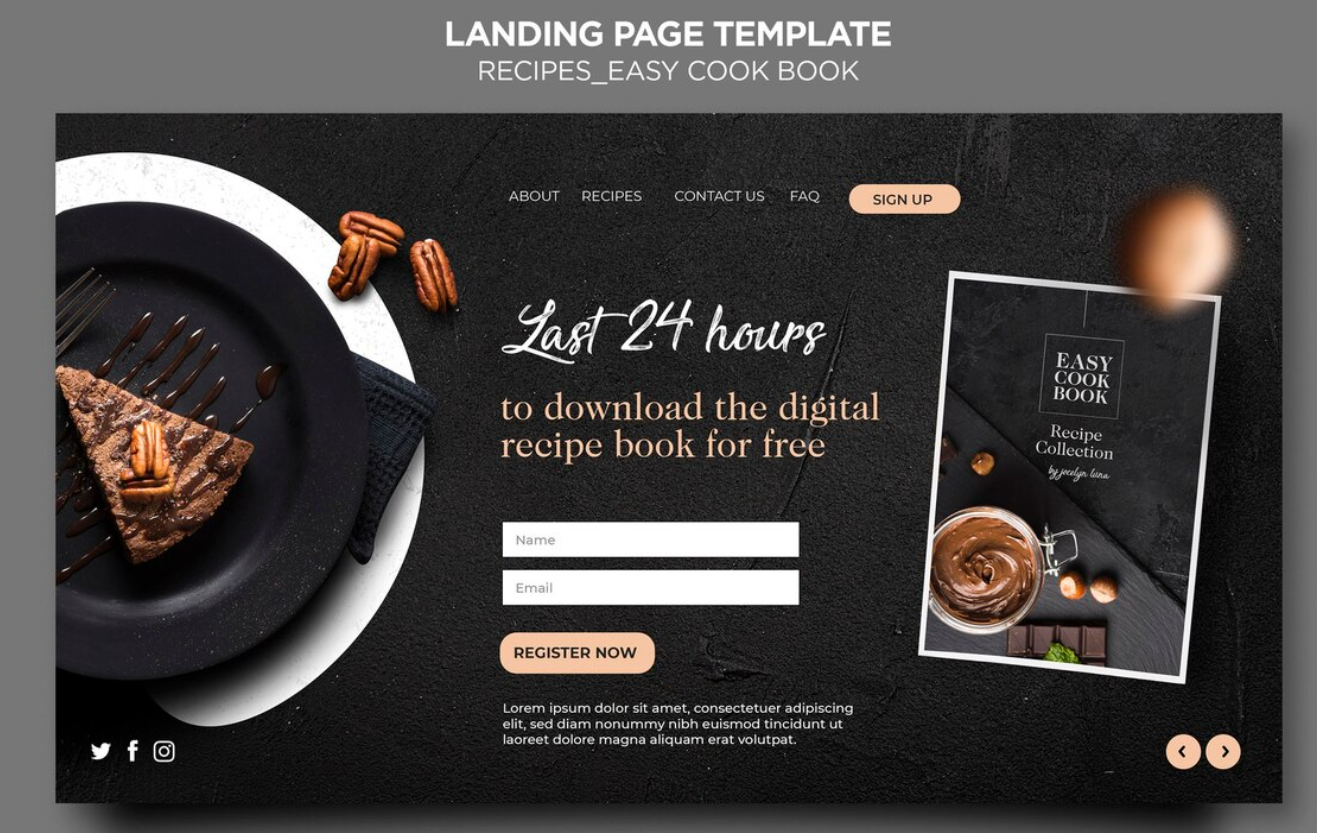 LANDING PAGE TEMPLATE
RECIPES_EASY COOK BOOK
ABOUT RECIPES CONTACT US FAQ SIGN UP
Last 24 hours
to download the digital
recipe book for free
Name
Email
REGISTER NOW
Lorem ipsum dolor sit amet, consectetuer adipiscing
elit, sed diam nonummy nibh euismod tincidunt ut
laoreet dolore magna aliquam erat volutpat.
EASY
COOK
BOOK
Recipe
Collection
by jocelyn luna